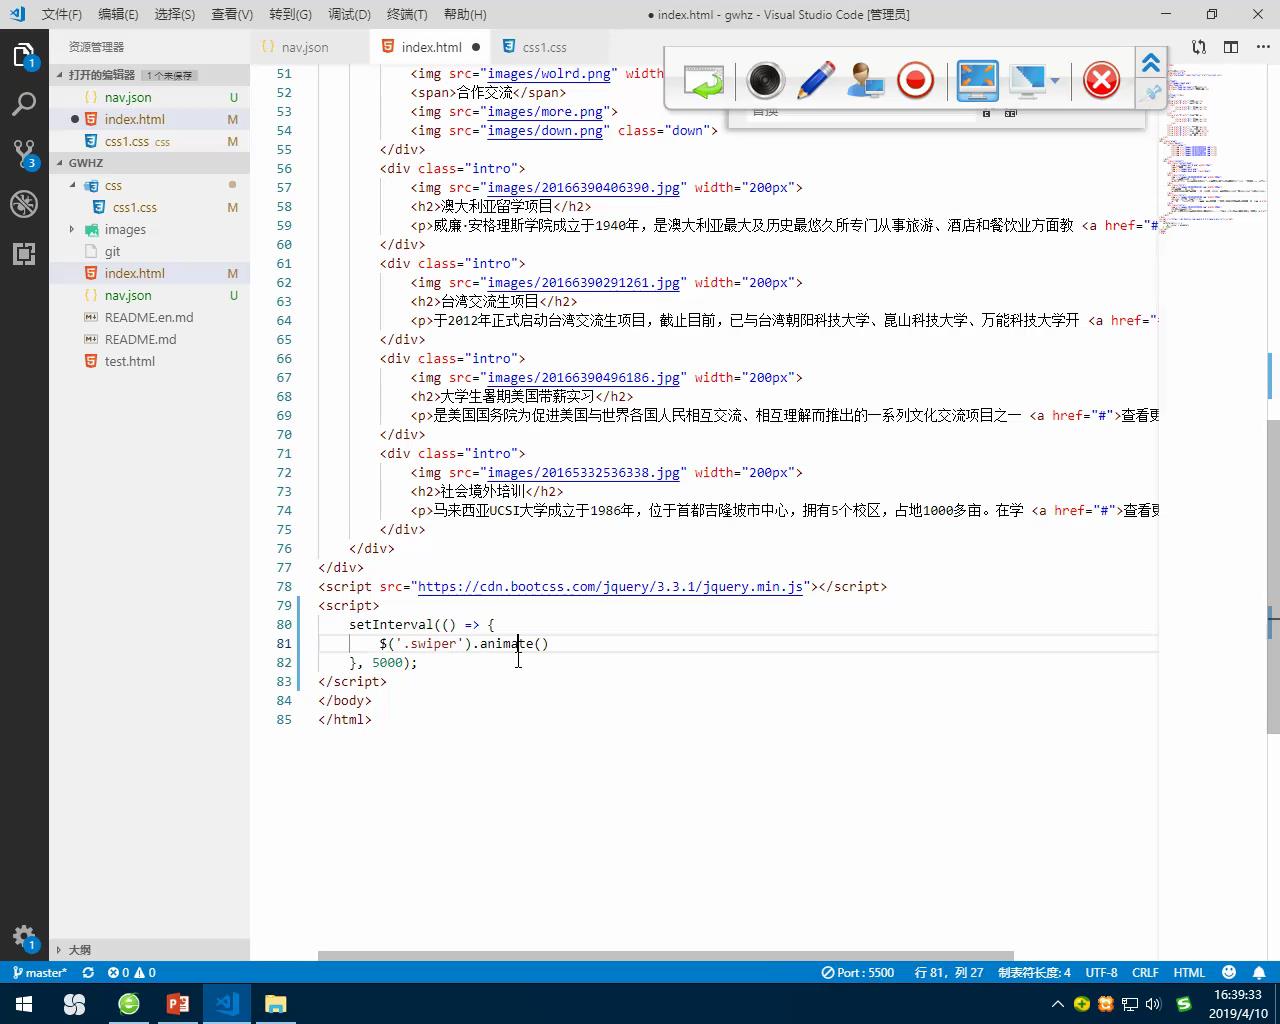 文件(F) 编辑(E) 选择(S) 查看(V) 转到(G) 调试(D) 终端(T) 帮助(H) ● index.html - gwhz - Visual Studio Code [管理员]
资源管理器
nav.json index.html css1.css
打开的编辑器 1 个未保存
nav.json U
index.html M
css1.css css M
GWHZ
css
css1.css M
images
git
index.html M
nav.json U
README.en.md
README.md
test.html
大纲
替换
51 <img src="images/wolrd.png" width
52 <span>合作交流</span>
53 <img src="images/more.png">
54 <img src="images/down.png" class="down">
55 </div>
56 <div class="intro">
57 <img src="images/20166390406390.jpg" width="200px">
58 <h2>澳大利亚留学项目</h2>
59 <p>威廉·安格理斯学院成立于1940年，是澳大利亚最大及历史最悠久所专门从事旅游、酒店和餐饮业方面教 <a href="#
60 </div>
61 <div class="intro">
62 <img src="images/20166390291261.jpg" width="200px">
63 <h2>台湾交流生项目</h2>
64 <p>于2012年正式启动台湾交流生项目，截止目前，已与台湾朝阳科技大学、崑山科技大学、万能科技大学开 <a href="
65 </div>
66 <div class="intro">
67 <img src="images/20166390496186.jpg" width="200px">
68 <h2>大学生暑期美国带薪实习</h2>
69 <p>是美国国务院为促进美国与世界各国人民相互交流、相互理解而推出的一系列文化交流项目之一 <a href="#">查看更
70 </div>
71 <div class="intro">
72 <img src="images/20165332536338.jpg" width="200px">
73 <h2>社会境外培训</h2>
74 <p>马来西亚UCSI大学成立于1986年，位于首都吉隆坡市中心，拥有5个校区，占地1000多亩。在学 <a href="#">查看更
75 </div>
76 </div>
77 </div>
78 <script src="https://cdn.bootcss.com/jquery/3.3.1/jquery.min.js"></script>
79 <script>
80 setInterval(() => {
81 $('.swiper').animate()
82 }, 5000);
83 </script>
84 </body>
85 </html>
master* 0 0 Port : 5500 行 81，列 27 制表符长度: 4 UTF-8 CRLF HTML
16:39:33
2019/4/10